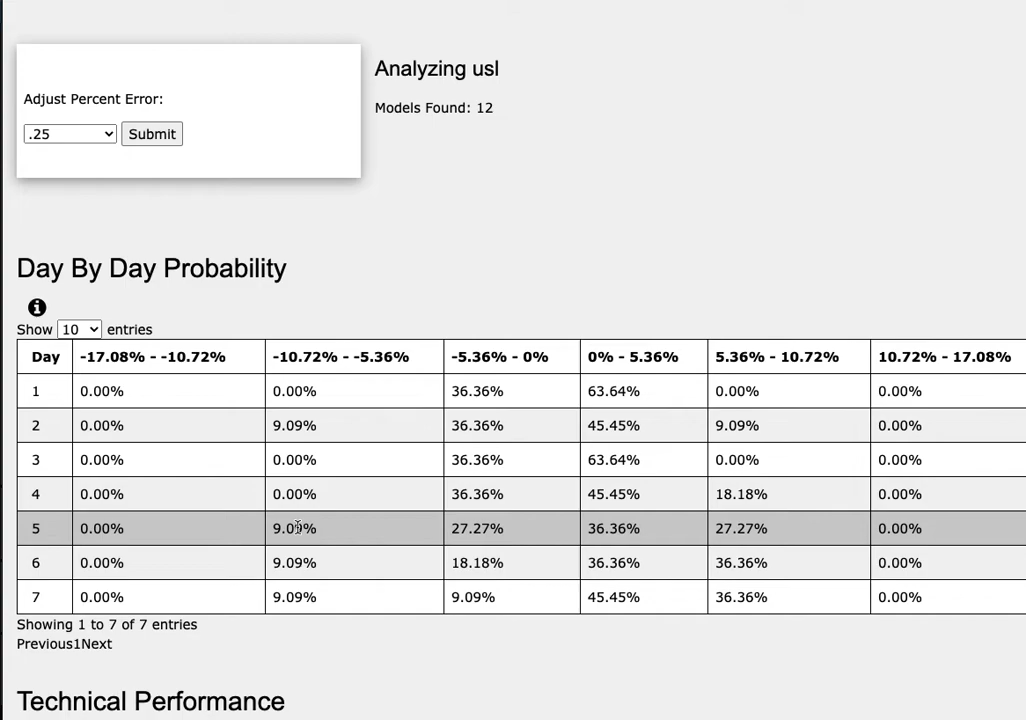 Analyzing usl
Adjust Percent Error:
Models Found: 12
.25 Submit
Day By Day Probability
Show 10 entries
Day -17.08% - -10.72% -10.72% - -5.36% -5.36% - 0% 0% - 5.36% 5.36% - 10.72% 10.72% - 17.08%
1 0.00% 0.00% 36.36% 63.64% 0.00% 0.00%
2 0.00% 9.09% 36.36% 45.45% 9.09% 0.00%
3 0.00% 0.00% 36.36% 63.64% 0.00% 0.00%
4 0.00% 0.00% 36.36% 45.45% 18.18% 0.00%
5 0.00% 9.09% 27.27% 36.36% 27.27% 0.00%
6 0.00% 9.09% 18.18% 36.36% 36.36% 0.00%
7 0.00% 9.09% 9.09% 45.45% 36.36% 0.00%
Showing 1 to 7 of 7 entries
Previous1Next
Technical Performance